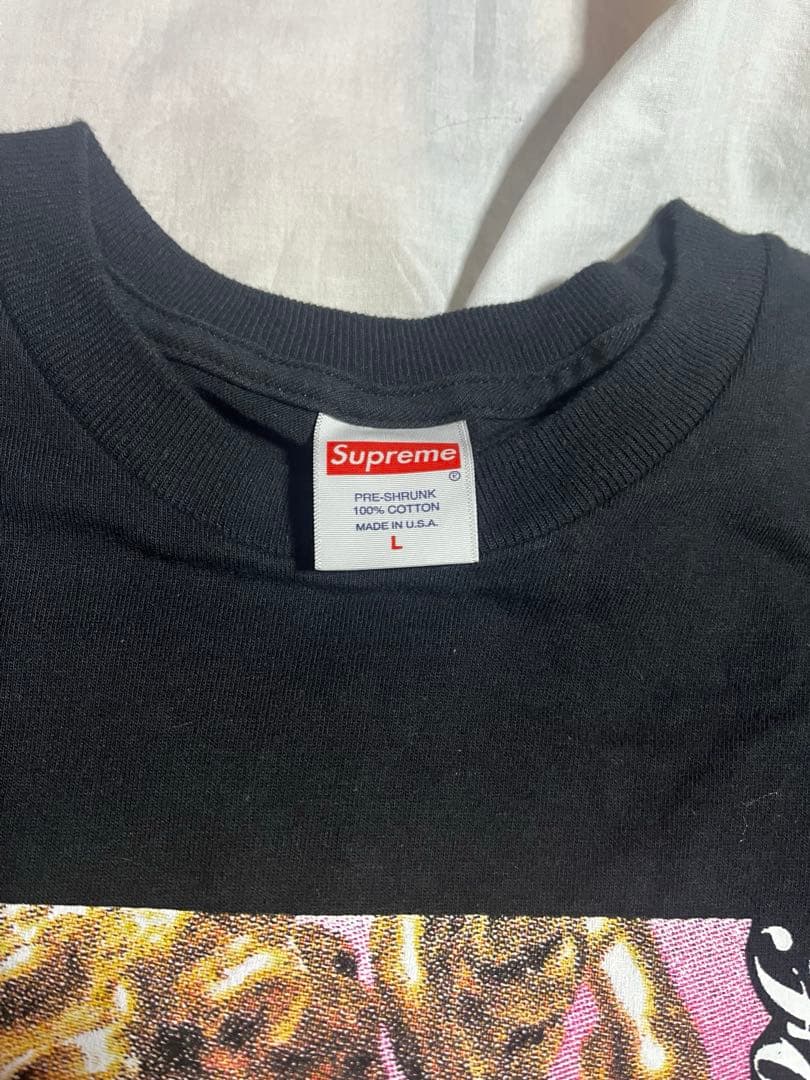 Supreme
®
PRE-SHRUNK
100% COTTON
MADE IN U.S.A.
L